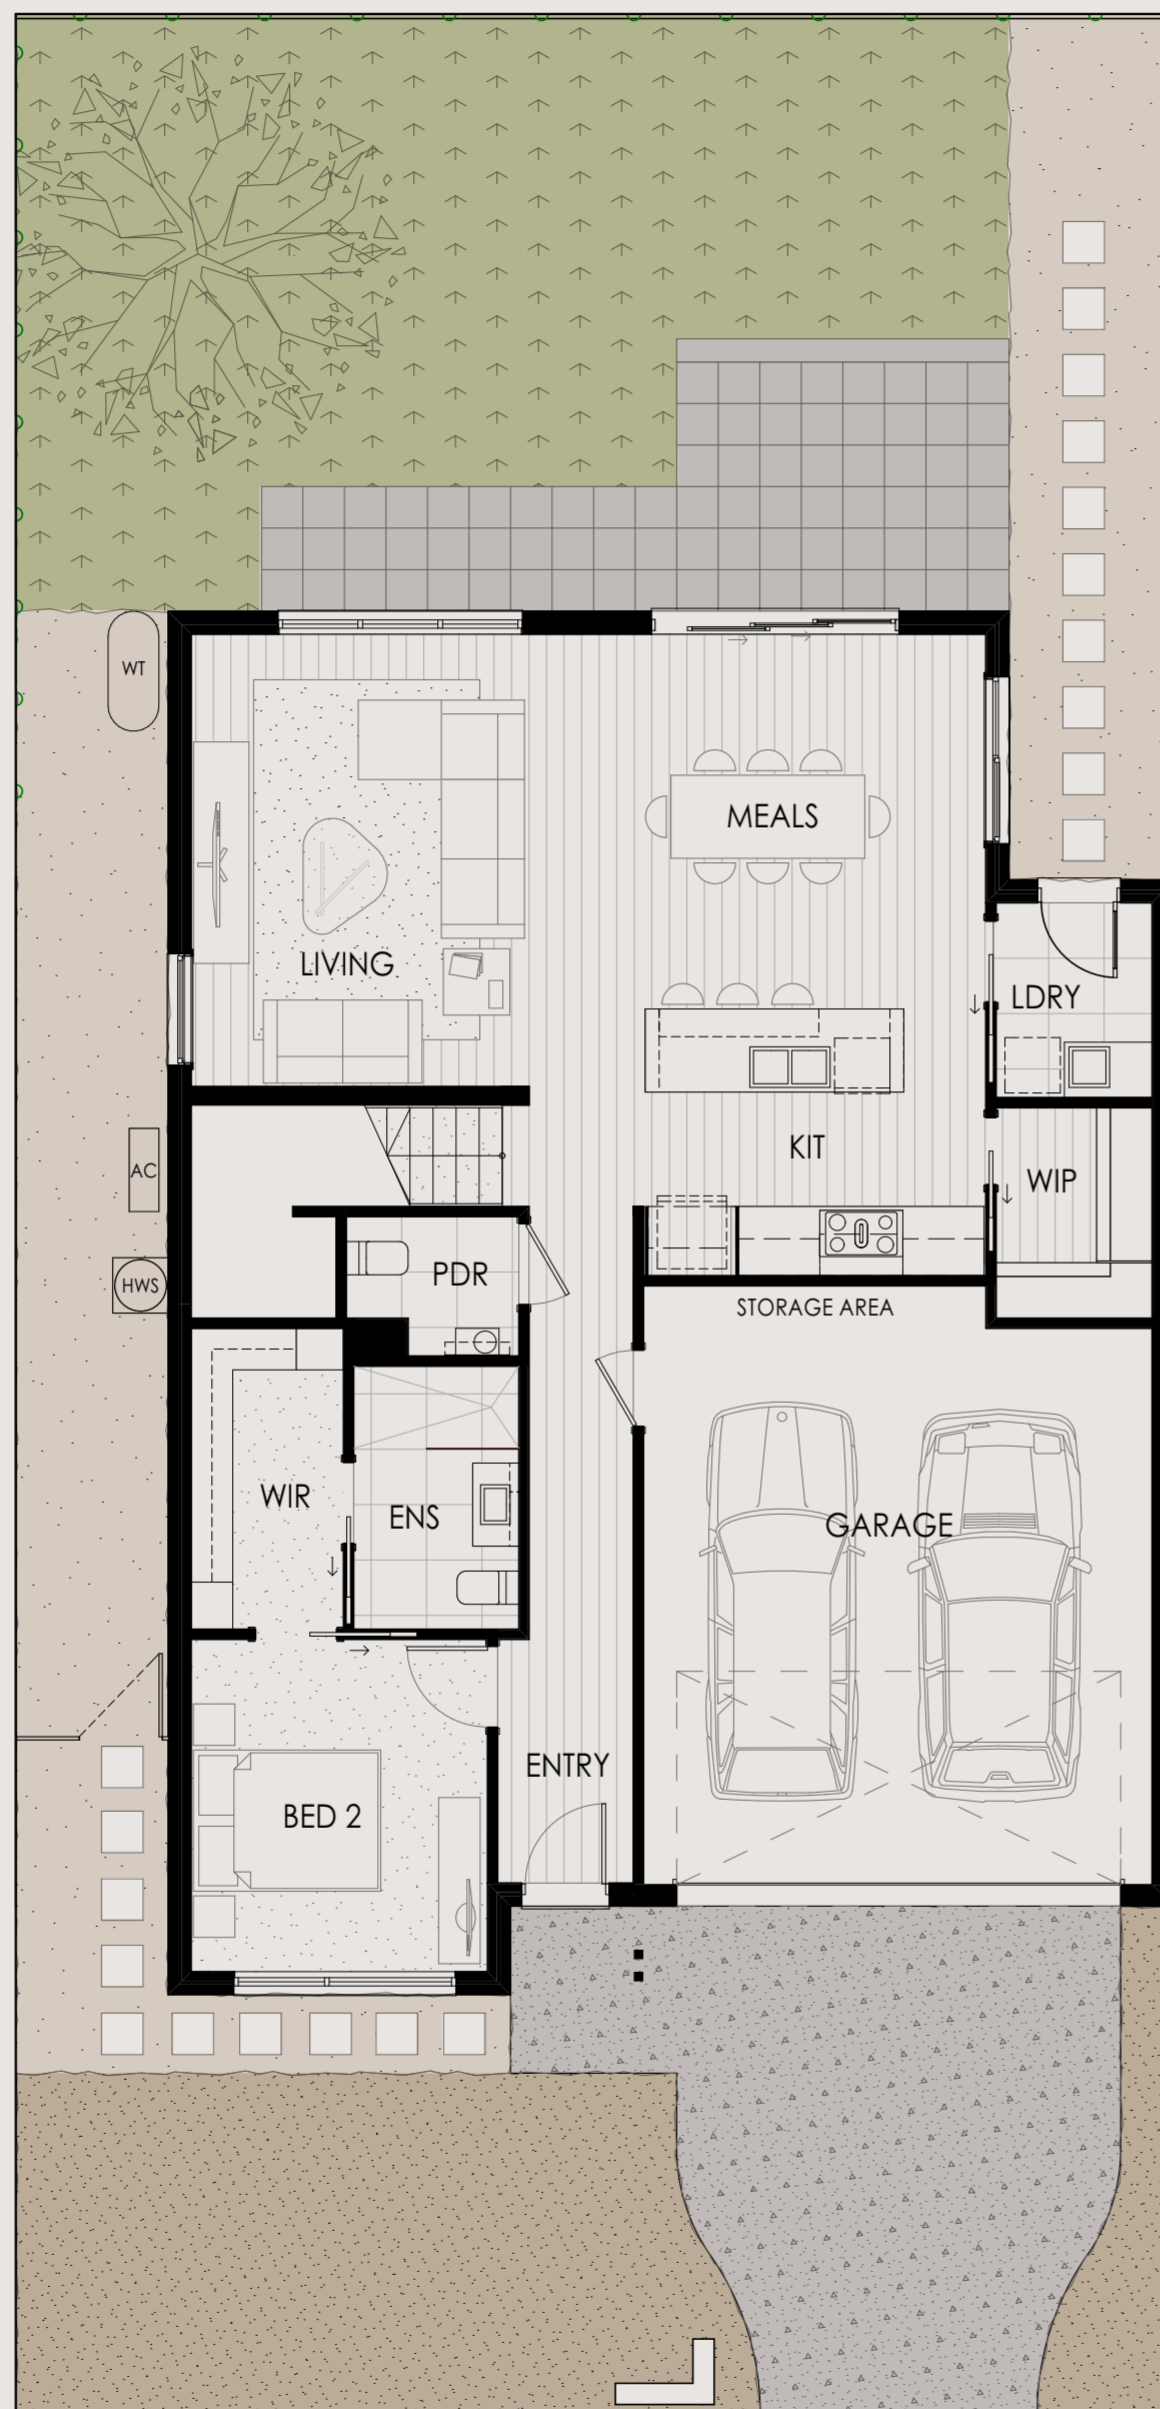 WT
MEALS
LIVING
LDRY
KIT
AC
WIP
PDR
HWS
STORAGE AREA
WIR
ENS
GARAGE
ENTRY
BED 2